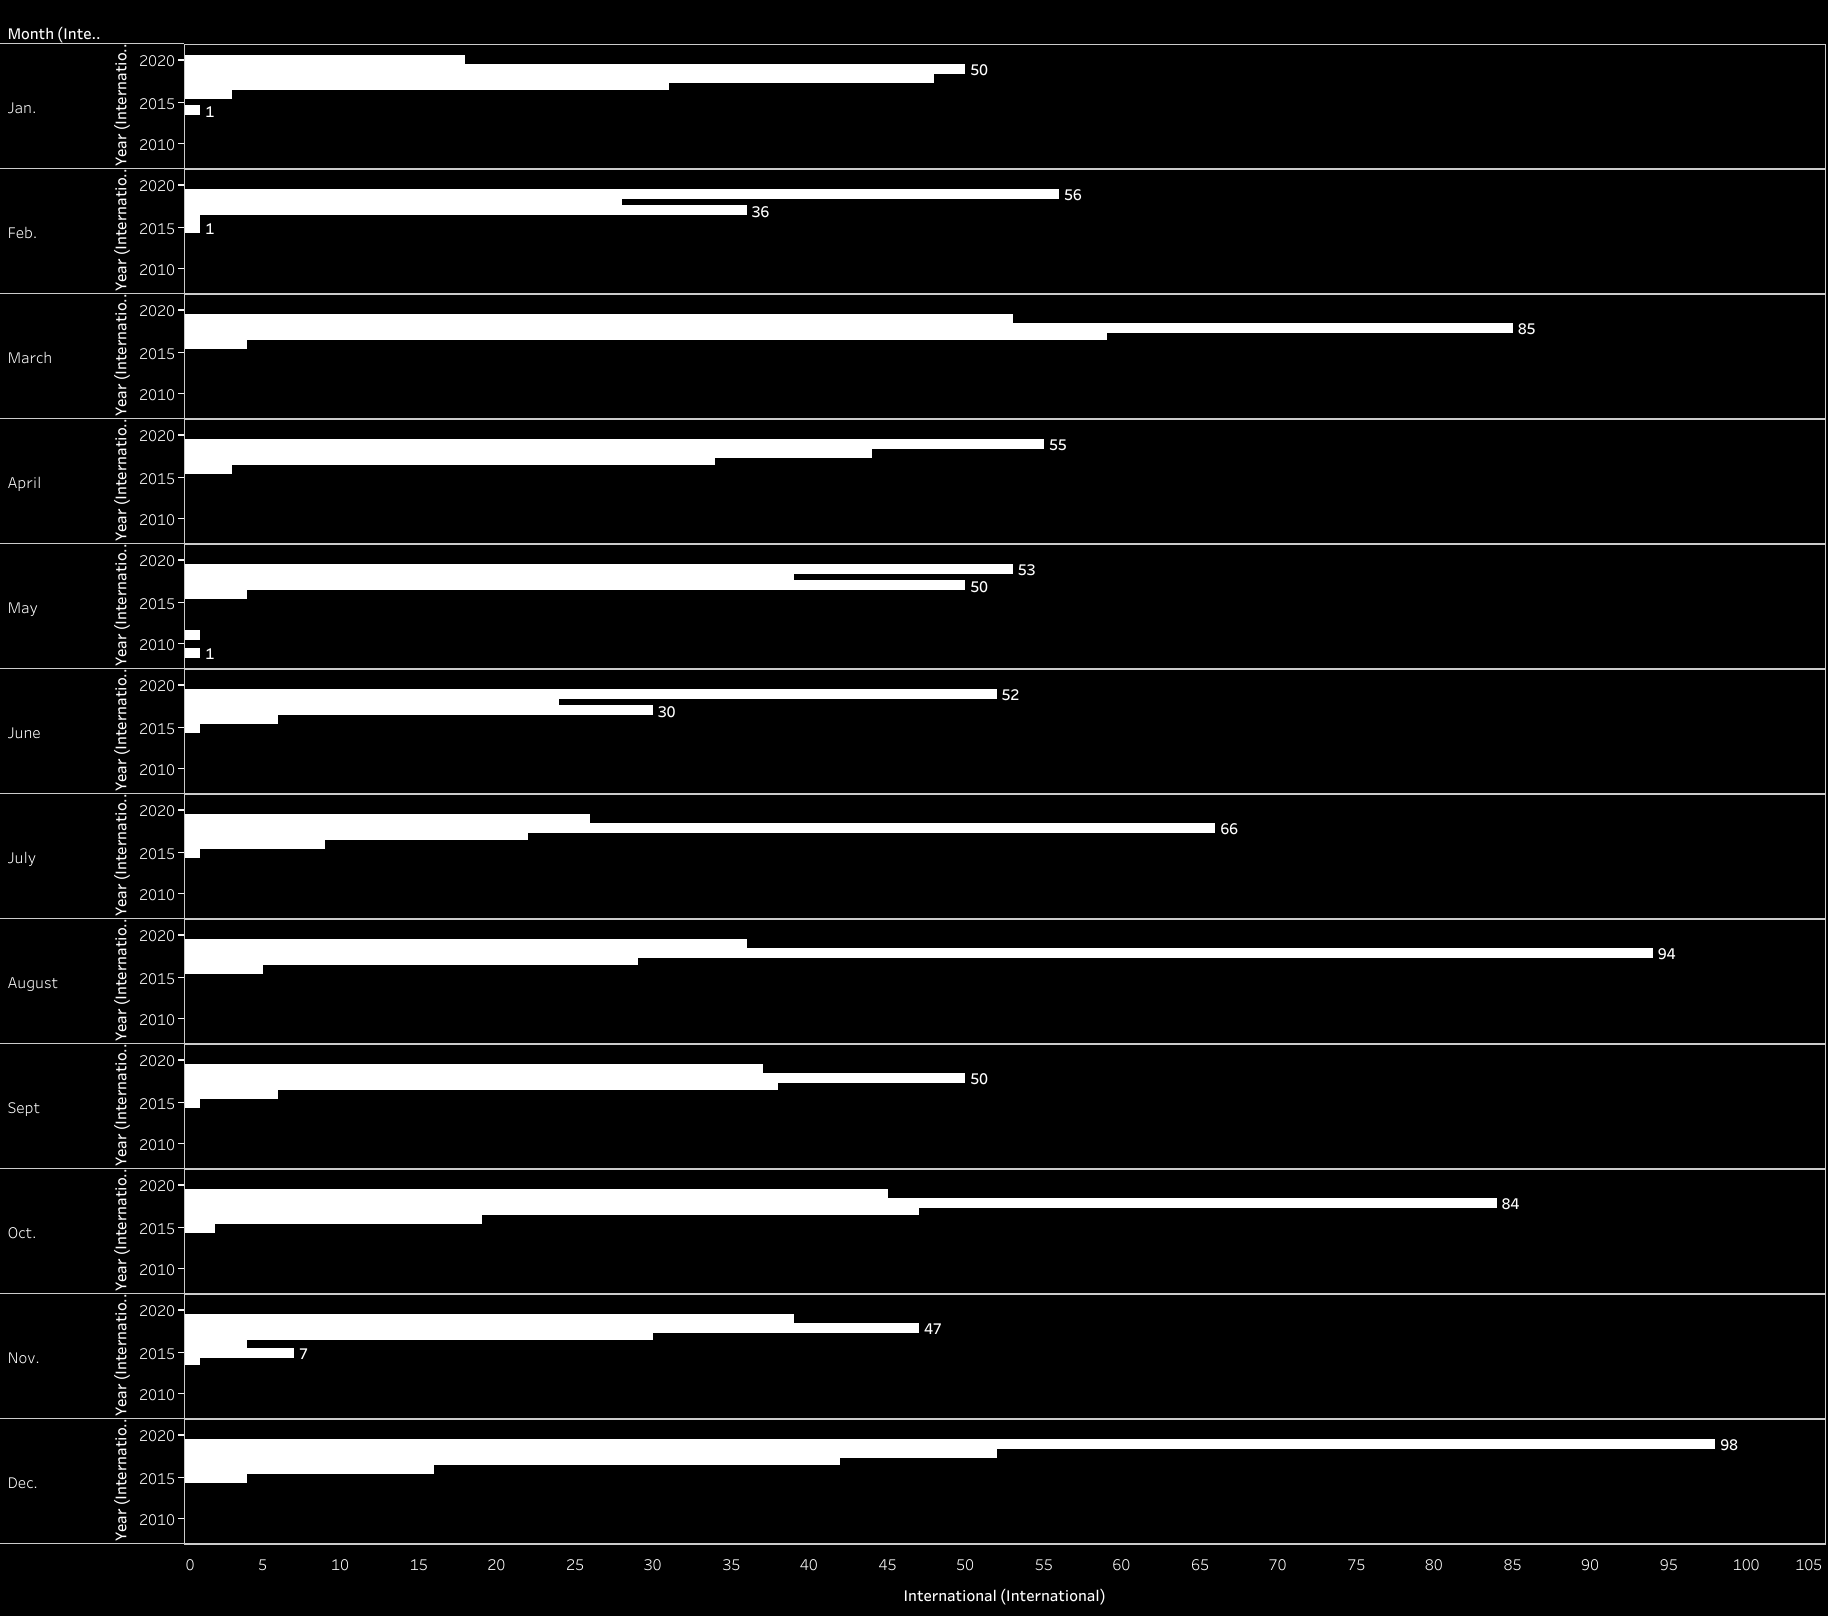 Month (Inte..
Jan.
Year (Internatio..
2020
2015
2010
50
1
Feb.
Year (Internatio..
2020
2015
2010
56
36
1
March
Year (Internatio..
2020
2015
2010
85
April
Year (Internatio..
2020
2015
2010
55
May
Year (Internatio..
2020
2015
2010
53
50
1
June
Year (Internatio..
2020
2015
2010
52
30
July
Year (Internatio..
2020
2015
2010
66
August
Year (Internatio..
2020
2015
2010
94
Sept
Year (Internatio..
2020
2015
2010
50
Oct.
Year (Internatio..
2020
2015
2010
84
Nov.
Year (Internatio..
2020
2015
2010
47
7
Dec.
Year (Internatio..
2020
2015
2010
98
0 5 10 15 20 25 30 35 40 45 50 55 60 65 70 75 80 85 90 95 100 105
International (International)